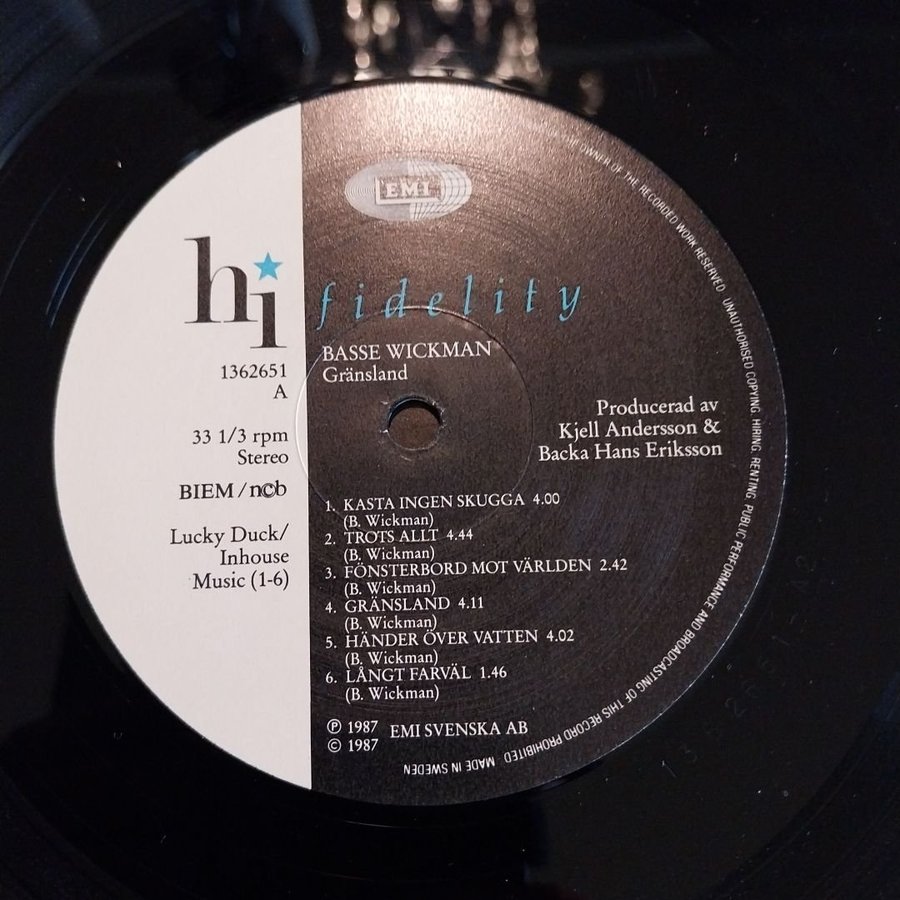 EMI
hi fidelity
1362651
A
33 1/3 rpm
Stereo
BIEM/ncb
Lucky Duck/
Inhouse
Music (1-6)
BASSE WICKMAN
Gränsland
Producerad av
Kjell Andersson &
Backa Hans Eriksson
1. KASTA INGEN SKUGGA 4.00
(B. Wickman)
2. TROTS ALLT 4.44
(B. Wickman)
3. FÖNSTERBORD MOT VÄRLDEN 2.42
(B. Wickman)
4. GRÄNSLAND 4.11
(B. Wickman)
5. HÄNDER ÖVER VATTEN 4.02
(B. Wickman)
6. LÅNGT FARVÄL 1.46
(B. Wickman)
℗ 1987 EMI SVENSKA AB
© 1987
OWNER OF THE RECORDED WORK RESERVED. UNAUTHORISED COPYING. HIRING. RENTING. PUBLIC PERFORMANCE AND BROADCASTING OF THIS RECORD PROHIBITED MADE IN SWEDEN